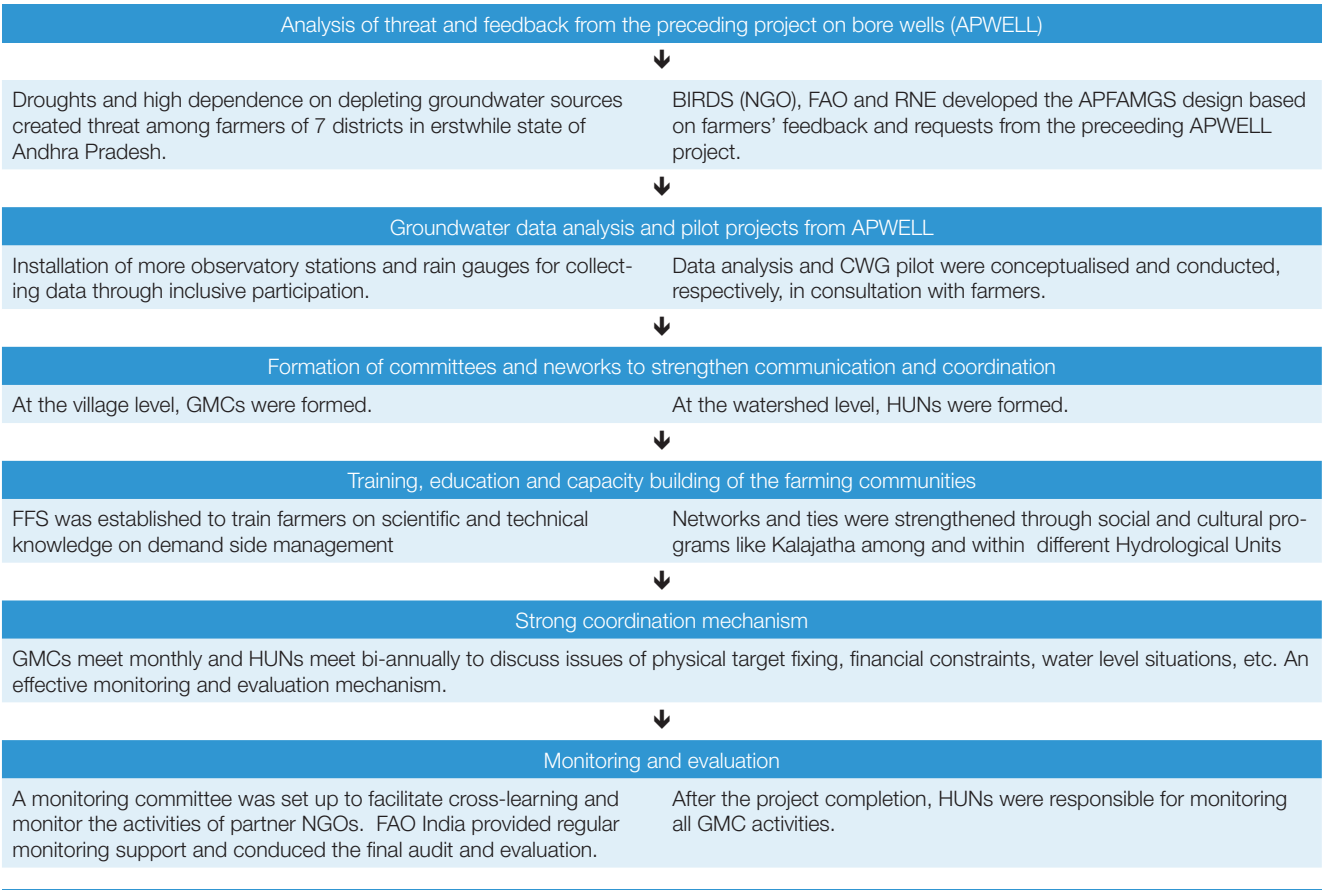 Analysis of threat and feedback from the preceding project on bore wells (APWELL)
Droughts and high dependence on depleting groundwater sources
created threat among farmers of 7 districts in erstwhile state of
Andhra Pradesh.
BIRDS (NGO), FAO and RNE developed the APFAMGS design based
on farmers' feedback and requests from the preceeding APWELL
project.
Groundwater data analysis and pilot projects from APWELL
Installation of more observatory stations and rain gauges for collect-
ing data through inclusive participation.
Data analysis and CWG pilot were conceptualised and conducted,
respectively, in consultation with farmers.
Formation of committees and neworks to strengthen communication and coordination
At the village level, GMCs were formed.
At the watershed level, HUNs were formed.
Training, education and capacity building of the farming communities
FFS was established to train farmers on scientific and technical
knowledge on demand side management
Networks and ties were strengthened through social and cultural pro-
grams like Kalajatha among and within different Hydrological Units
Strong coordination mechanism
GMCs meet monthly and HUNs meet bi-annually to discuss issues of physical target fixing, financial constraints, water level situations, etc. An
effective monitoring and evaluation mechanism.
Monitoring and evaluation
A monitoring committee was set up to facilitate cross-learning and
monitor the activities of partner NGOs. FAO India provided regular
monitoring support and conduced the final audit and evaluation.
After the project completion, HUNs were responsible for monitoring
all GMC activities.